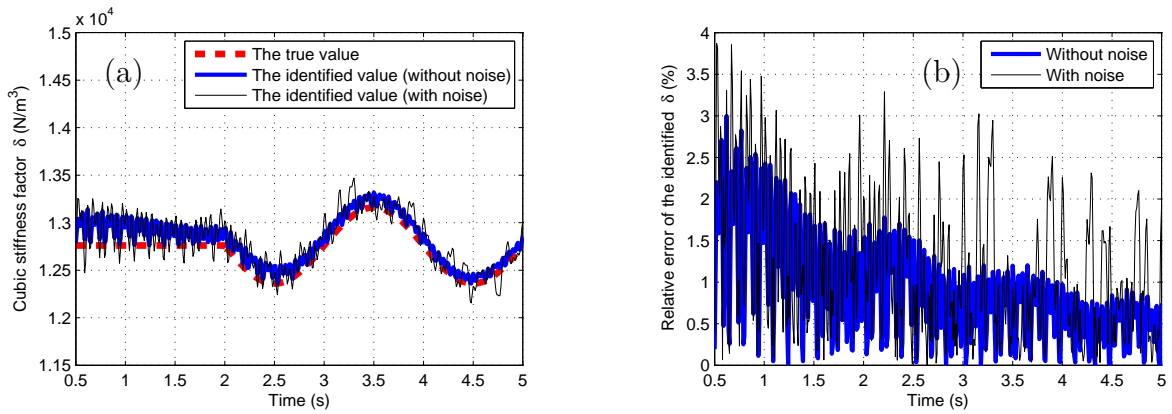 x 10⁴
1.5
1.45
1.4
1.35
1.3
1.25
1.2
1.15
0.5 1 1.5 2 2.5 3 3.5 4 4.5 5
Time (s)
Cubic stiffness factor δ (N/m³)
(a)
The true value
The identified value (without noise)
The identified value (with noise)
4
3.5
3
2.5
2
1.5
1
0.5
0
0.5 1 1.5 2 2.5 3 3.5 4 4.5 5
Time (s)
Relative error of the identified δ (%)
(b)
Without noise
With noise